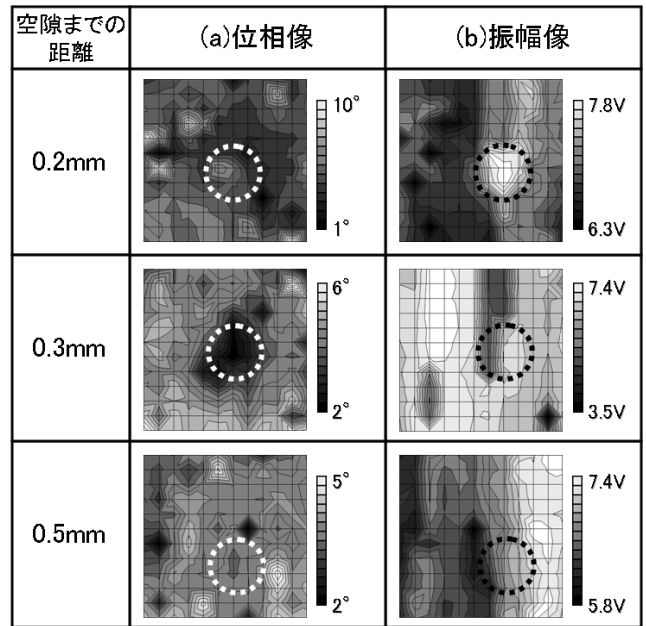 空隙までの
距離
(a)位相像
(b)振幅像
0.2mm
10°
1°
7.8V
6.3V
0.3mm
6°
2°
7.4V
3.5V
0.5mm
5°
2°
7.4V
5.8V